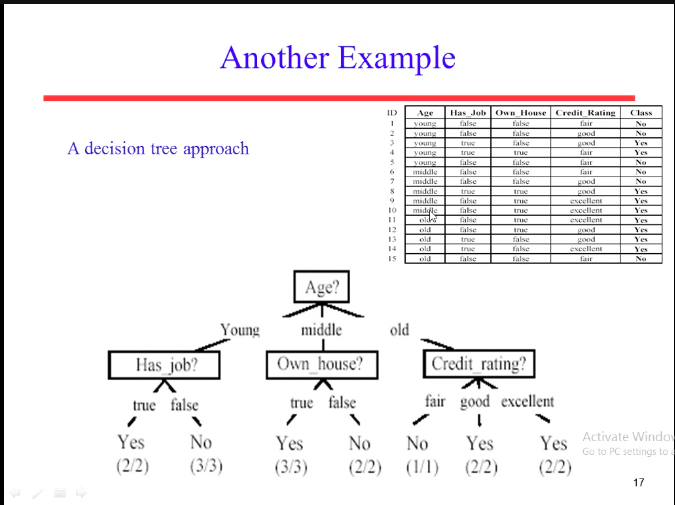 Another Example
A decision tree approach
ID Age Has_Job Own_House Credit_Rating Class
1 young false false fair No
2 young false false good No
3 young true false good Yes
4 young true true fair Yes
5 young false false fair No
6 middle false false fair No
7 middle false false good No
8 middle true true good Yes
9 middle false true excellent Yes
10 middle false true excellent Yes
11 old false true excellent Yes
12 old false true good Yes
13 old true false good Yes
14 old true false excellent Yes
15 old false false fair No
Age?
Young middle old
Has_job? Own_house? Credit_rating?
true false true false fair good excellent
Yes No Yes No No Yes Yes
(2/2) (3/3) (3/3) (2/2) (1/1) (2/2) (2/2)
Activate Window
Go to PC settings to a
17